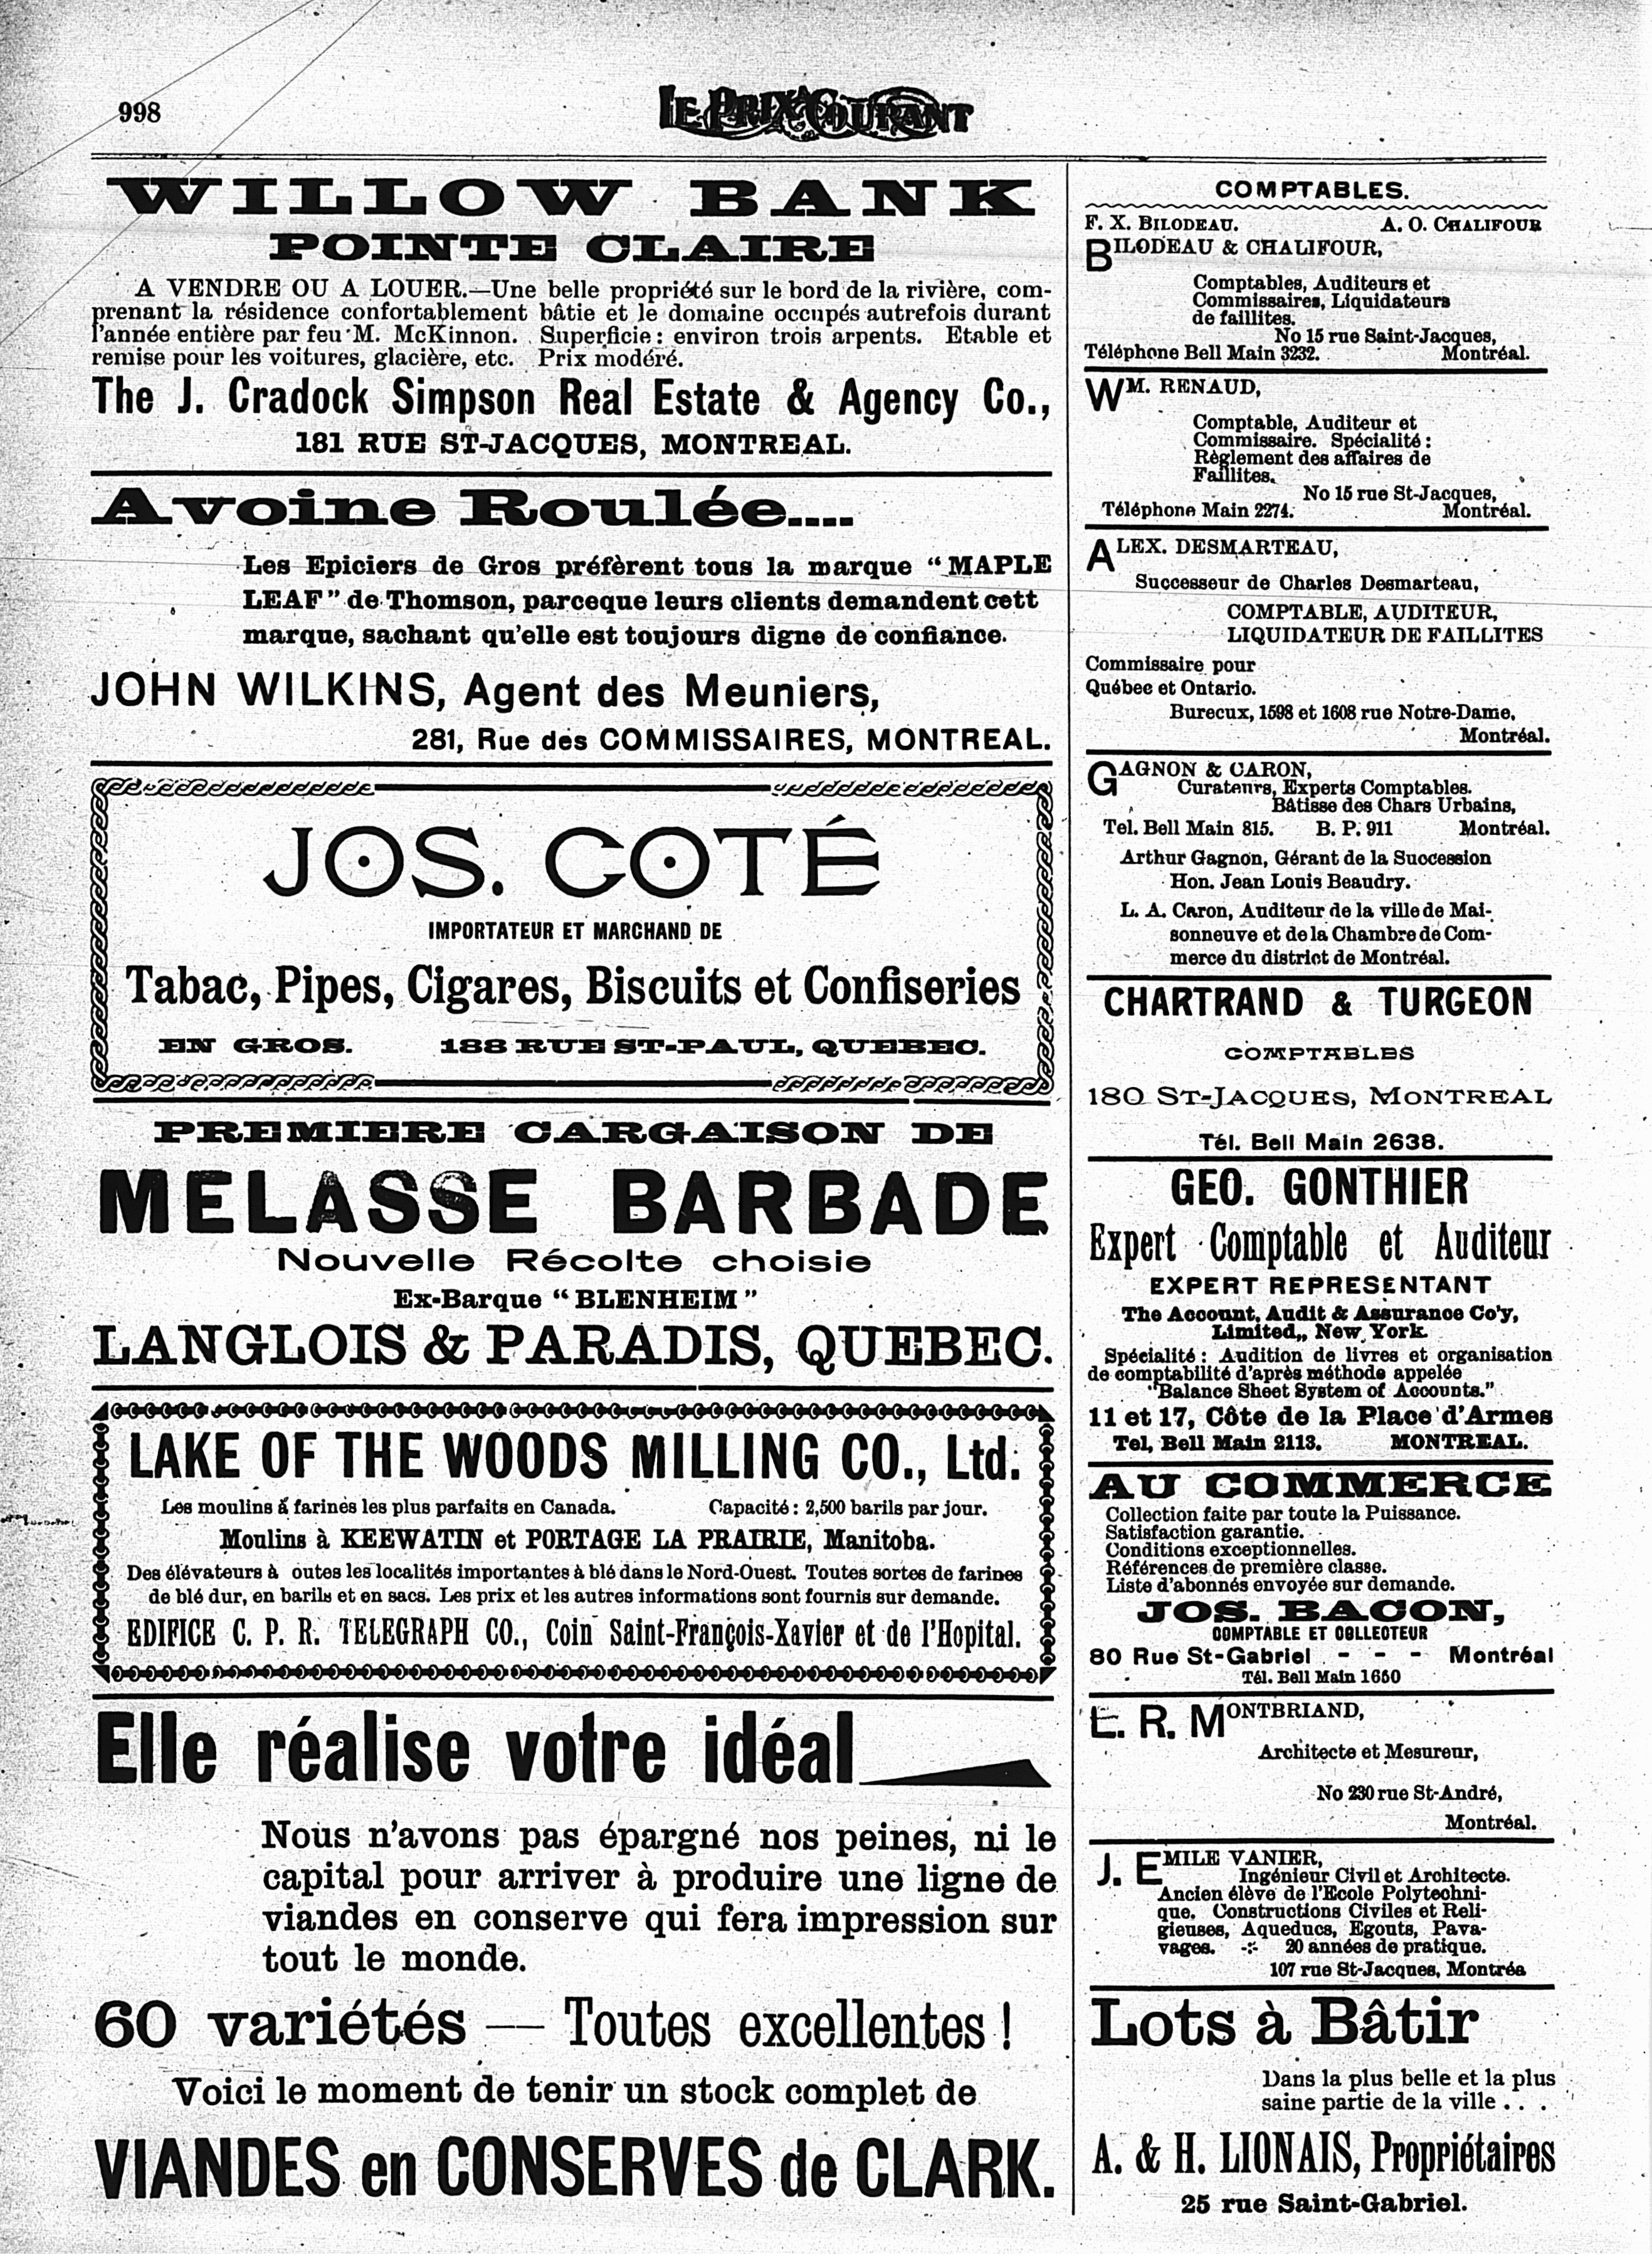 998
LE PRIX COURANT
WILLOW BANK
POINTE CLAIRE
A VENDRE OU A LOUER.—Une belle propriété sur le bord de la rivière, com-
prenant la résidence confortablement bâtie et le domaine occupés autrefois durant
l'année entière par feu M. McKinnon. Superficie: environ trois arpents. Etable et
remise pour les voitures, glacière, etc. Prix modéré.
The J. Cradock Simpson Real Estate & Agency Co.,
181 RUE ST-JACQUES, MONTREAL.
Avoine Roulée....
Les Epiciers de Gros préfèrent tous la marque "MAPLE
LEAF" de Thomson, parceque leurs clients demandent cett
marque, sachant qu'elle est toujours digne de confiance.
JOHN WILKINS, Agent des Meuniers,
281, Rue des COMMISSAIRES, MONTREAL.
JOS. COTÉ
IMPORTATEUR ET MARCHAND DE
Tabac, Pipes, Cigares, Biscuits et Confiseries
EN GROS. 188 RUE ST-PAUL, QUEBEC.
PREMIERE CARGAISON DE
MELASSE BARBADE
Nouvelle Récolte choisie
Ex-Barque "BLENHEIM"
LANGLOIS & PARADIS, QUEBEC.
LAKE OF THE WOODS MILLING CO., Ltd.
Les moulins à farines les plus parfaits en Canada. Capacité: 2,500 barils par jour.
Moulins à KEEWATIN et PORTAGE LA PRAIRIE, Manitoba.
Des élévateurs à outes les localités importantes à blé dans le Nord-Ouest. Toutes sortes de farines
de blé dur, en barils et en sacs. Les prix et les autres informations sont fournis sur demande.
EDIFICE C. P. R. TELEGRAPH CO., Coin Saint-François-Xavier et de l'Hopital.
Elle réalise votre idéal
Nous n'avons pas épargné nos peines, ni le
capital pour arriver à produire une ligne de
viandes en conserve qui fera impression sur
tout le monde.
60 variétés — Toutes excellentes!
Voici le moment de tenir un stock complet de
VIANDES en CONSERVES de CLARK.
COMPTABLES.
F. X. BILODEAU. A. O. CHALIFOUR
BILODEAU & CHALIFOUR,
Comptables, Auditeurs et
Commissaires, Liquidateurs
de faillites.
No 15 rue Saint-Jacques,
Téléphone Bell Main 3232. Montréal.
WM. RENAUD,
Comptable, Auditeur et
Commissaire. Spécialité:
Règlement des affaires de
Faillites.
No 15 rue St-Jacques,
Téléphone Main 2274. Montréal.
ALEX. DESMARTEAU,
Successeur de Charles Desmarteau,
COMPTABLE, AUDITEUR,
LIQUIDATEUR DE FAILLITES
Commissaire pour
Québec et Ontario.
Burecux, 1598 et 1608 rue Notre-Dame,
Montréal.
GAGNON & CARON,
Curateurs, Experts Comptables.
Bâtisse des Chars Urbains,
Tel. Bell Main 815. B. P. 911 Montréal.
Arthur Gagnon, Gérant de la Succession
Hon. Jean Louis Beaudry.
L. A. Caron, Auditeur de la ville de Mai-
sonneuve et de la Chambre de Com-
merce du district de Montréal.
CHARTRAND & TURGEON
COMPTABLES
180 ST-JACQUES, MONTREAL
Tél. Bell Main 2638.
GEO. GONTHIER
Expert Comptable et Auditeur
EXPERT REPRESENTANT
The Account, Audit & Assurance Co'y,
Limited,, New York.
Spécialité: Audition de livres et organisation
de comptabilité d'après méthode appelée
"Balance Sheet System of Accounts."
11 et 17, Côte de la Place d'Armes
Tel, Bell Main 2113. MONTREAL.
AU COMMERCE
Collection faite par toute la Puissance.
Satisfaction garantie.
Conditions exceptionnelles.
Références de première classe.
Liste d'abonnés envoyée sur demande.
JOS. BACON,
COMPTABLE ET COLLECTEUR
80 Rue St-Gabriel - - - Montréal
Tél. Bell Main 1650
L. R. MONTBRIAND,
Architecte et Mesureur,
No 230 rue St-André,
Montréal.
J. EMILE VANIER,
Ingénieur Civil et Architecte.
Ancien élève de l'Ecole Polytechni-
que. Constructions Civiles et Reli-
gieuses, Aqueducs, Egouts, Pava-
vages. -:- 20 années de pratique.
107 rue St-Jacques, Montréa
Lots à Bâtir
Dans la plus belle et la plus
saine partie de la ville . . .
A. & H. LIONAIS, Propriétaires
25 rue Saint-Gabriel.